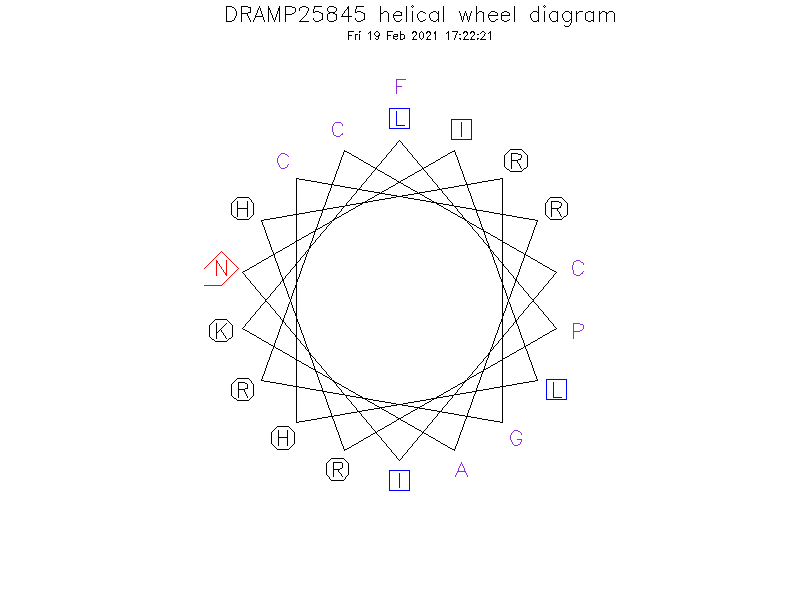 DRAMP25845 helical wheel diagram
Fri 19 Feb 2021 17:22:21
F
L
C I
C R
H R
N C
K P
R L
H G
R A
I